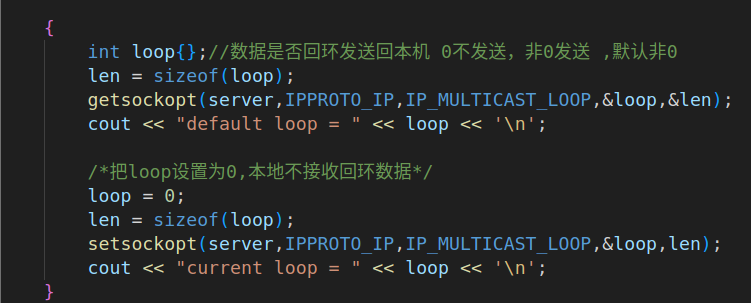 {
int loop{};//数据是否回环发送回本机 0不发送，非0发送 ,默认非0
len = sizeof(loop);
getsockopt(server,IPPROTO_IP,IP_MULTICAST_LOOP,&loop,&len);
cout << "default loop = " << loop << '\n';
/*把loop设置为0,本地不接收回环数据*/
loop = 0;
len = sizeof(loop);
setsockopt(server,IPPROTO_IP,IP_MULTICAST_LOOP,&loop,len);
cout << "current loop = " << loop << '\n';
}